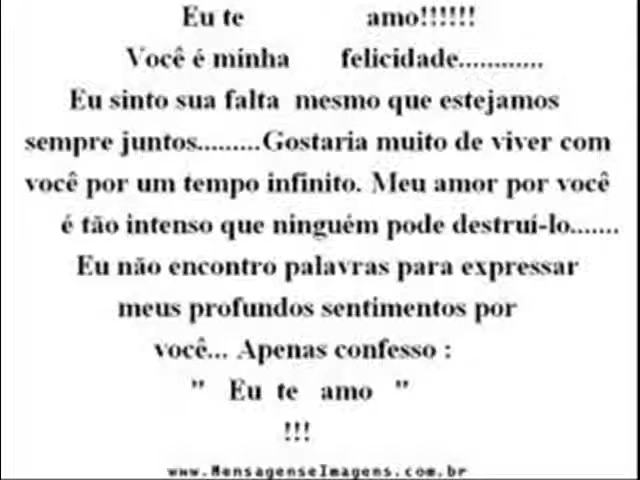 Eu te amo!!!!!!
Você é minha felicidade............
Eu sinto sua falta mesmo que estejamos
sempre juntos.........Gostaria muito de viver com
você por um tempo infinito. Meu amor por você
é tão intenso que ninguém pode destruí-lo.......
Eu não encontro palavras para expressar
meus profundos sentimentos por
você... Apenas confesso :
" Eu te amo "
!!!
www.MensagenseImagens.com.br